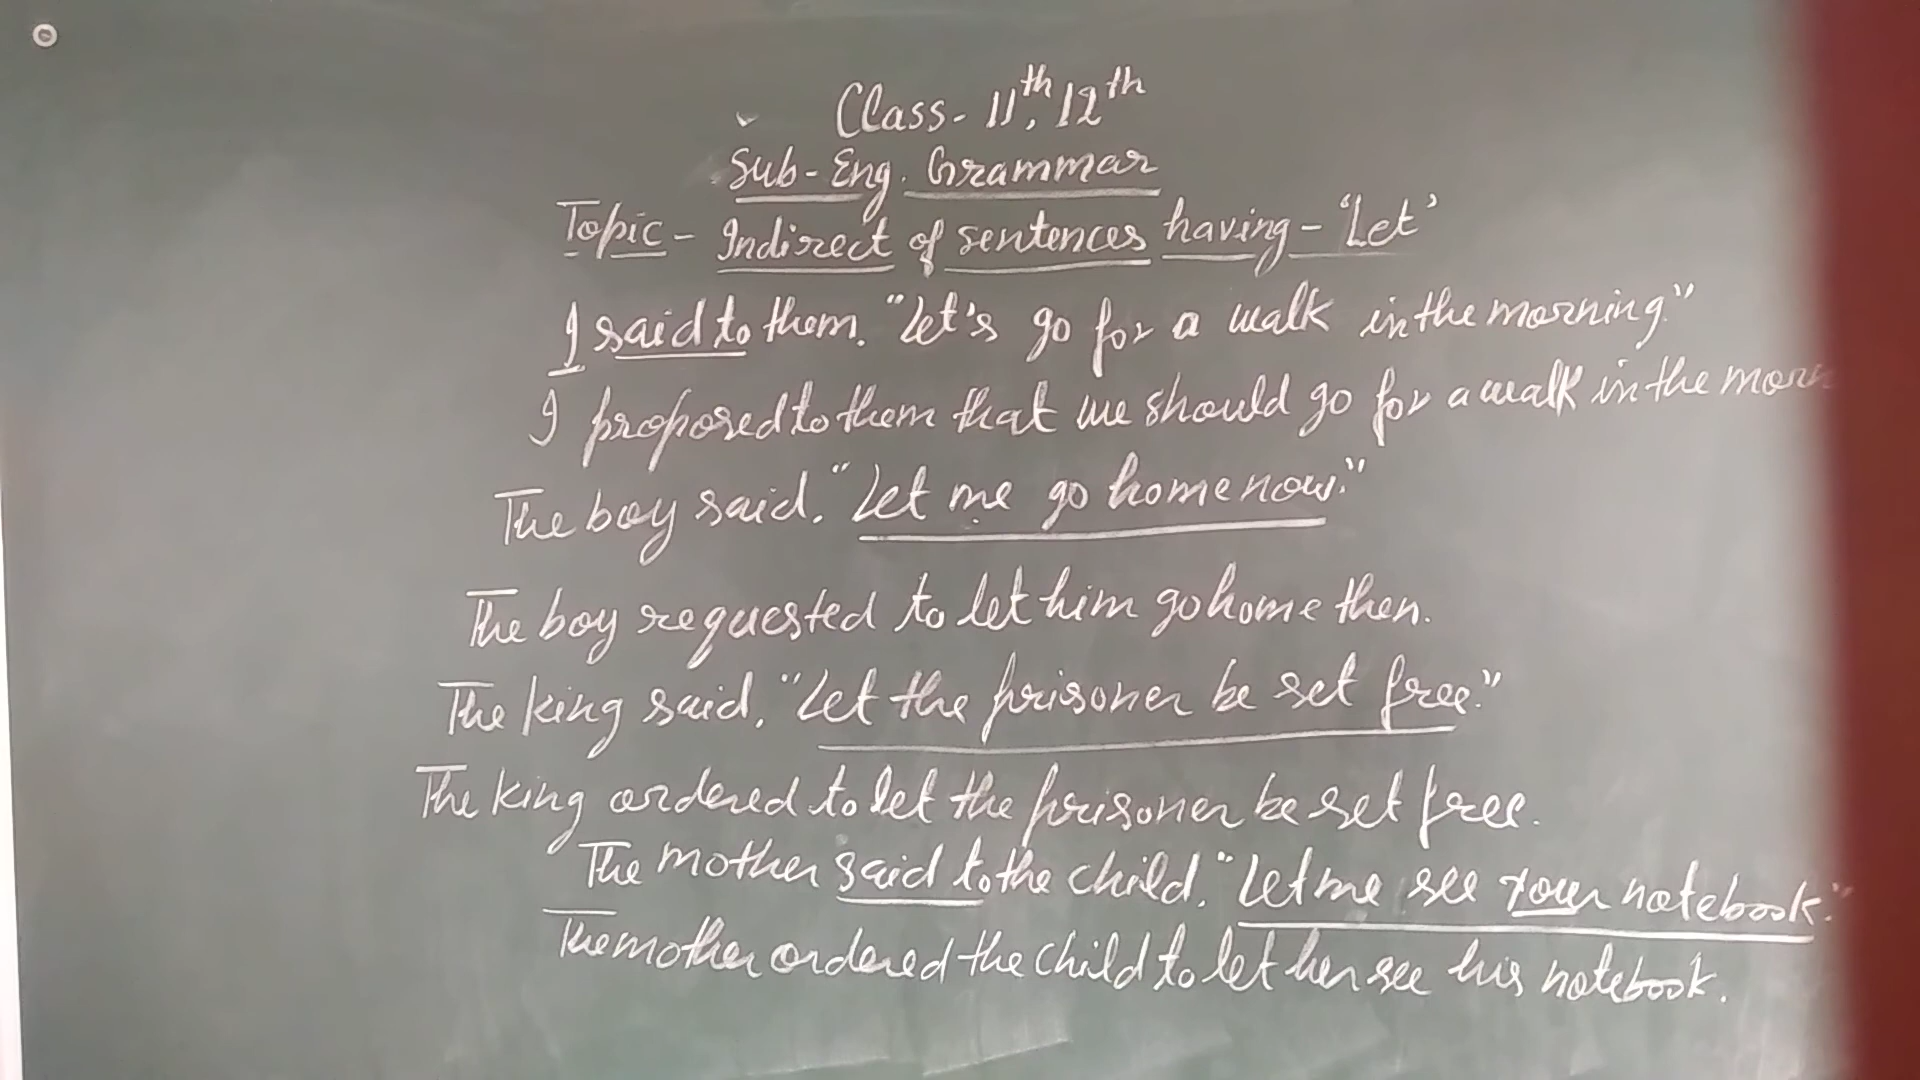 Class- 11th, 12th
Sub- Eng. Grammar
Topic - Indirect of sentences having - 'Let'
I said to them, "Let's go for a walk in the morning."
I proposed to them that we should go for a walk in the morn
The boy said, "Let me go home now."
The boy requested to let him go home then.
The king said, "Let the prisoner be set free."
The king ordered to let the prisoner be set free.
The mother said to the child, "Let me see your notebook."
The mother ordered the child to let her see his notebook.